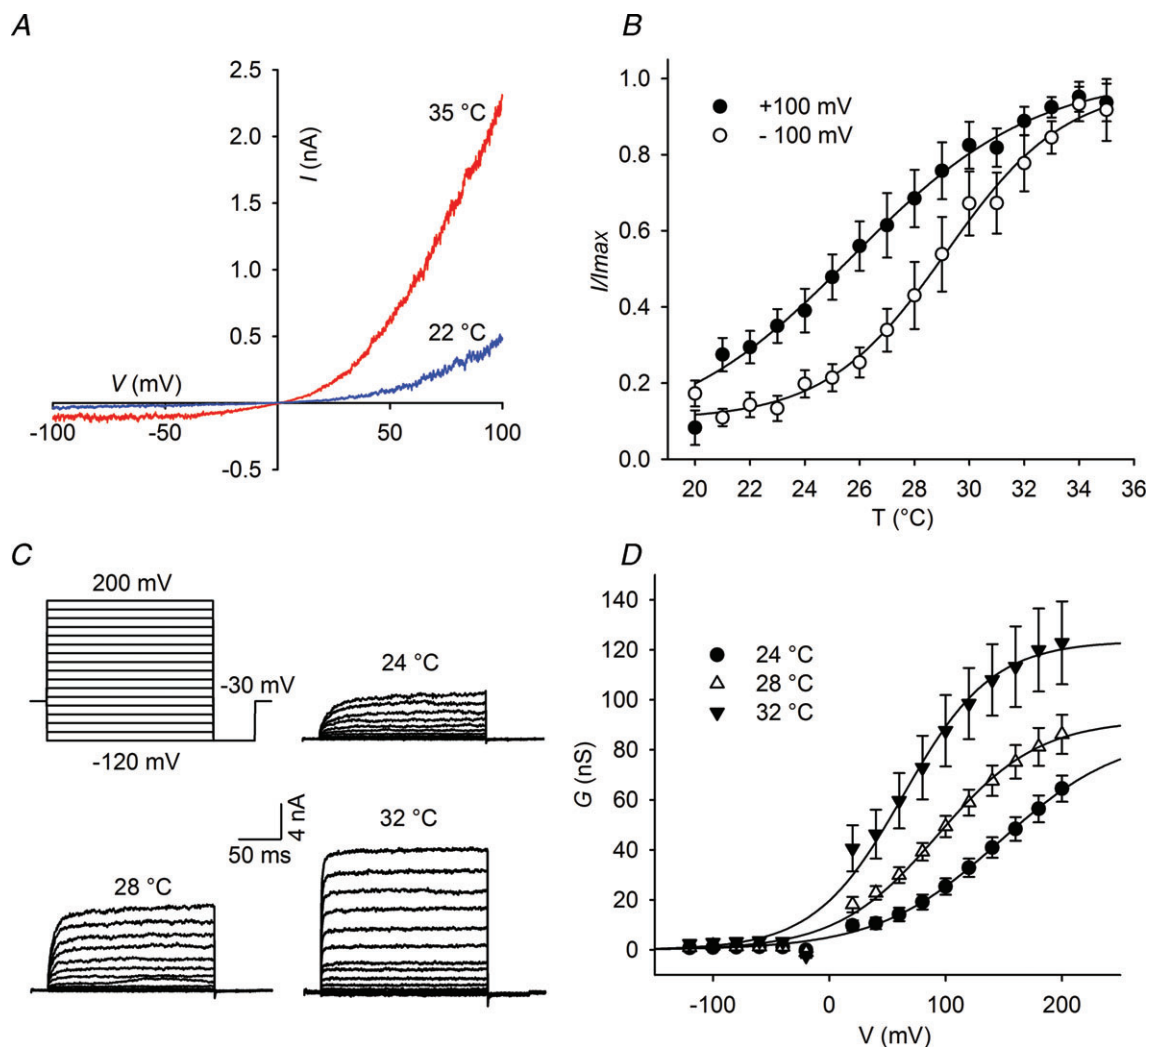 A
2.5
35 °C
2.0
I (nA)
1.5
1.0
0.5
22 °C
V (mV)
-100
-50
50
100
-0.5
B
1.0
+100 mV
- 100 mV
0.8
0.6
I/Imax
0.4
0.2
0.0
20 22 24 26 28 30 32 34 36
T (°C)
C
200 mV
24 °C
-30 mV
-120 mV
4 nA
50 ms
32 °C
28 °C
D
140
24 °C
120
28 °C
32 °C
100
80
G (nS)
60
40
20
0
-100 0 100 200
V (mV)